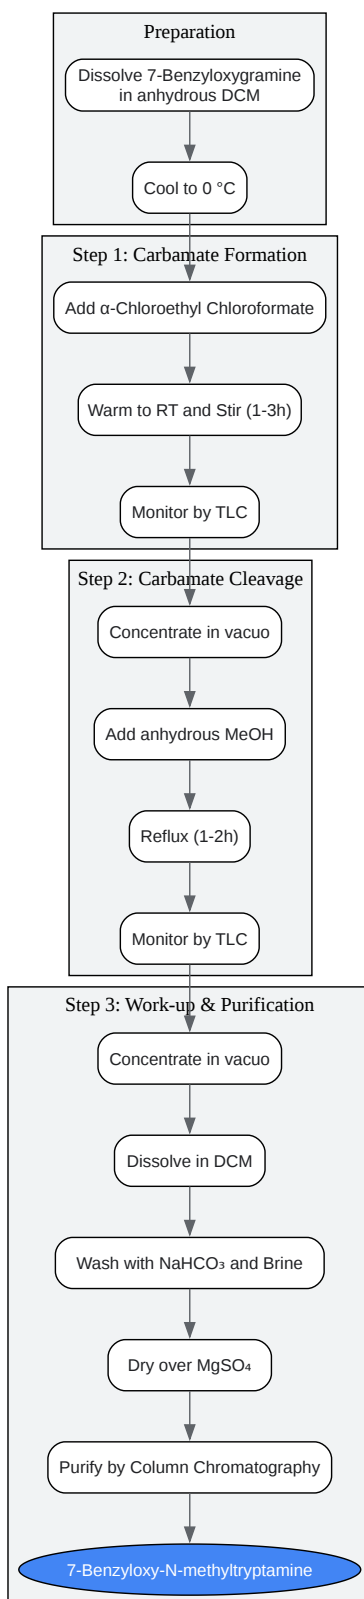 Preparation
Dissolve 7-Benzyloxygramine
in anhydrous DCM
Cool to 0 °C
Step 1: Carbamate Formation
Add α-Chloroethyl Chloroformate
Warm to RT and Stir (1-3h)
Monitor by TLC
Step 2: Carbamate Cleavage
Concentrate in vacuo
Add anhydrous MeOH
Reflux (1-2h)
Monitor by TLC
Step 3: Work-up & Purification
Concentrate in vacuo
Dissolve in DCM
Wash with NaHCO₃ and Brine
Dry over MgSO₄
Purify by Column Chromatography
7-Benzyloxy-N-methyltryptamine